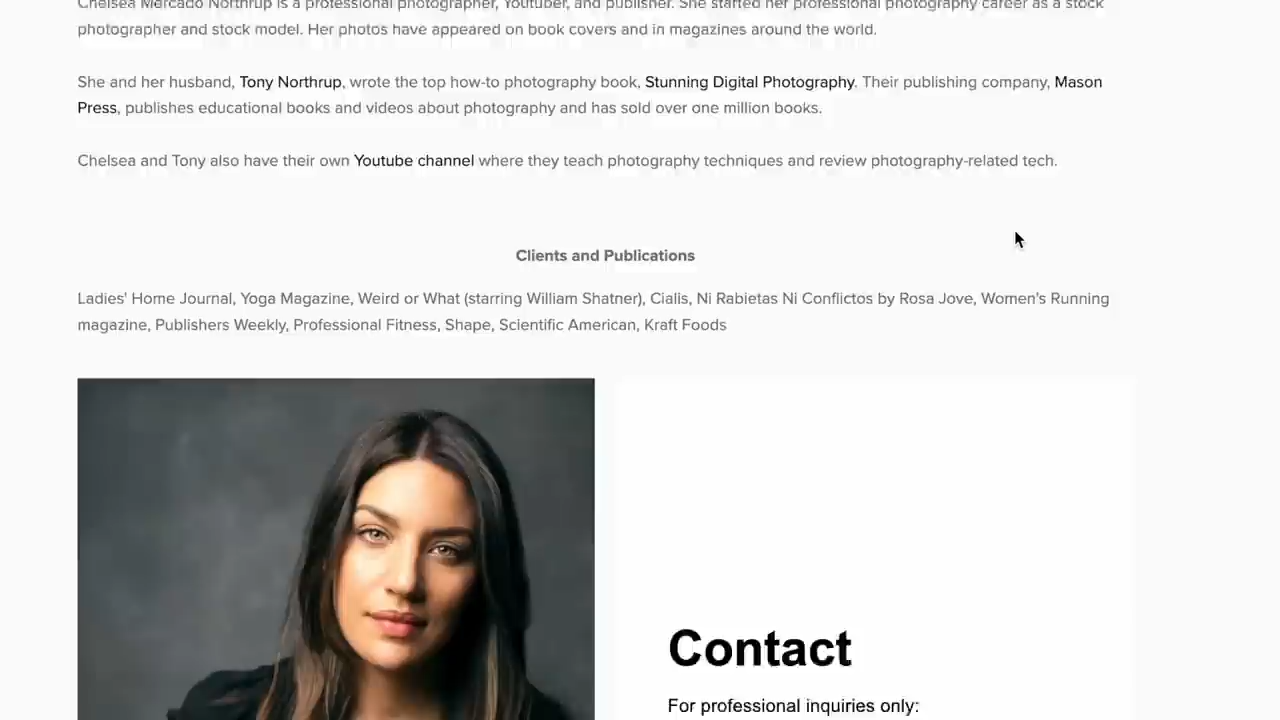 Chelsea Mercado Northrup is a professional photographer, Youtuber, and publisher. She started her professional photography career as a stock
photographer and stock model. Her photos have appeared on book covers and in magazines around the world.
She and her husband, Tony Northrup, wrote the top how-to photography book, Stunning Digital Photography. Their publishing company, Mason
Press, publishes educational books and videos about photography and has sold over one million books.
Chelsea and Tony also have their own Youtube channel where they teach photography techniques and review photography-related tech.
Clients and Publications
Ladies' Home Journal, Yoga Magazine, Weird or What (starring William Shatner), Cialis, Ni Rabietas Ni Conflictos by Rosa Jove, Women's Running
magazine, Publishers Weekly, Professional Fitness, Shape, Scientific American, Kraft Foods
Contact
For professional inquiries only: